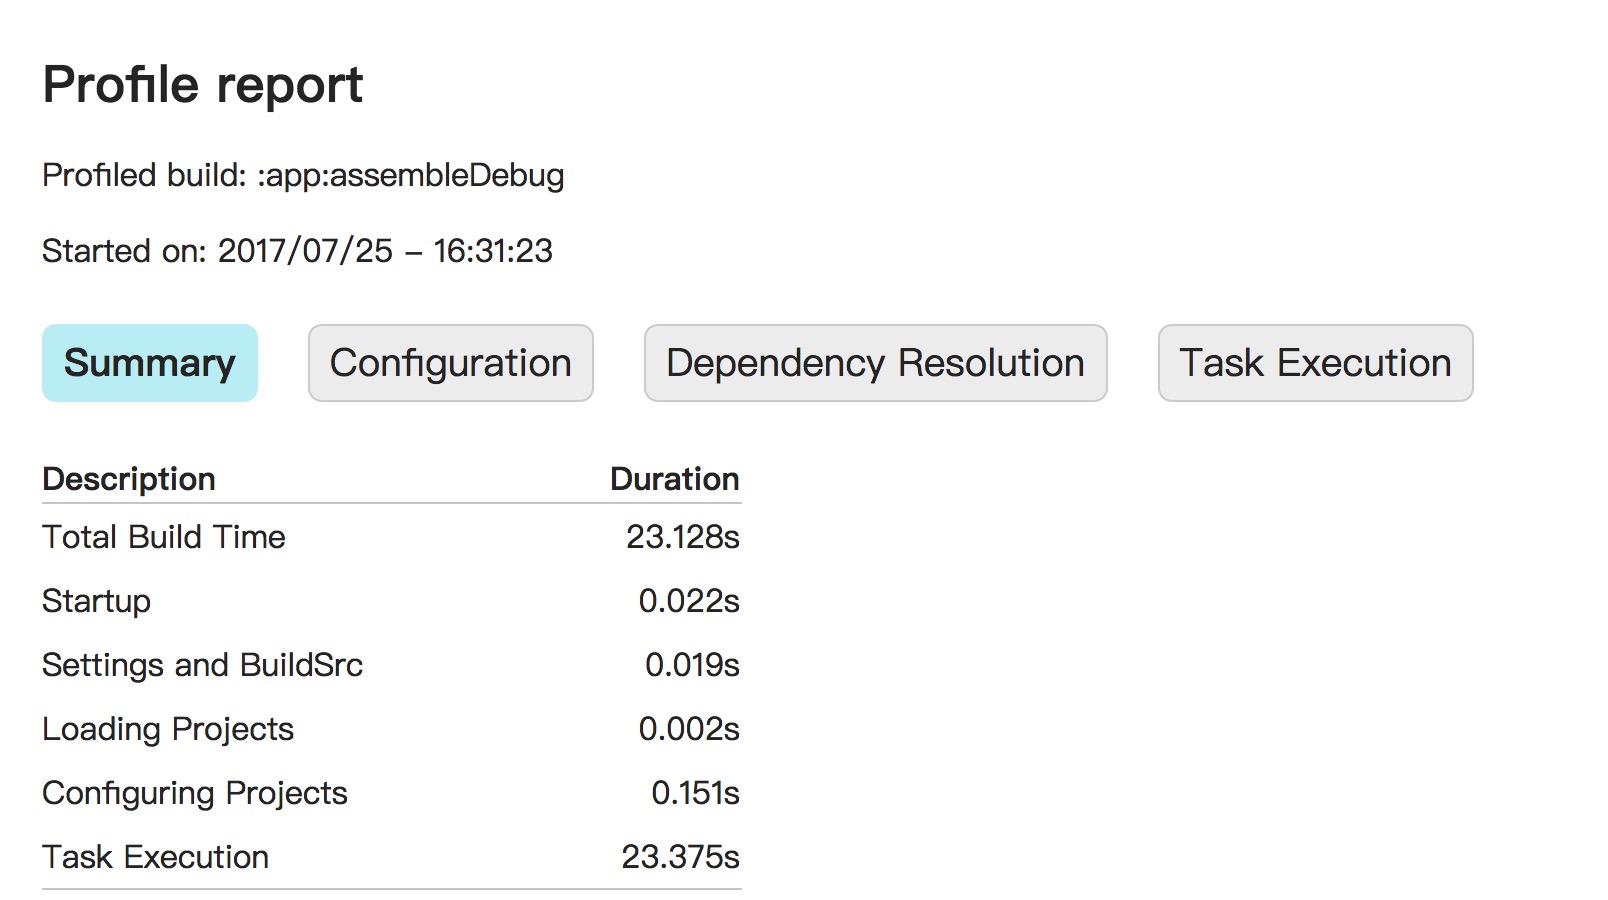 Profile report
Profiled build: :app:assembleDebug
Started on: 2017/07/25 – 16:31:23
Summary Configuration Dependency Resolution Task Execution
Description Duration
Total Build Time 23.128s
Startup 0.022s
Settings and BuildSrc 0.019s
Loading Projects 0.002s
Configuring Projects 0.151s
Task Execution 23.375s